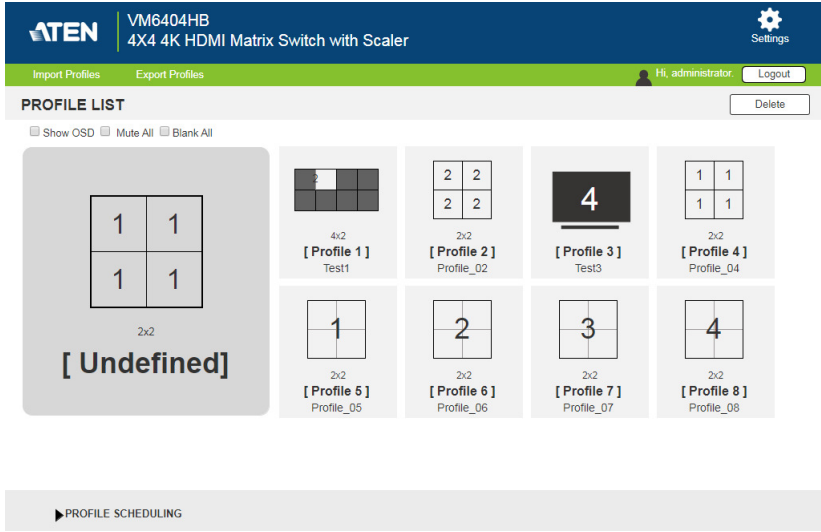 ATEN
VM6404HB
4X4 4K HDMI Matrix Switch with Scaler
Settings
Import Profiles Export Profiles Hi, administrator. Logout
PROFILE LIST Delete
Show OSD Mute All Blank All
1 1
1 1
2x2
[ Undefined]
2
4x2
[ Profile 1 ]
Test1
2 2
2 2
2x2
[ Profile 2 ]
Profile_02
4
[ Profile 3 ]
Test3
1 1
1 1
2x2
[ Profile 4 ]
Profile_04
1
2x2
[ Profile 5 ]
Profile_05
2
2x2
[ Profile 6 ]
Profile_06
3
2x2
[ Profile 7 ]
Profile_07
4
2x2
[ Profile 8 ]
Profile_08
PROFILE SCHEDULING